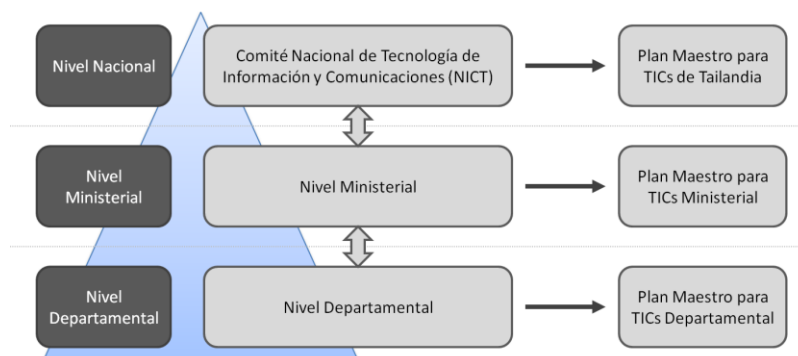 Nivel Nacional
Comité Nacional de Tecnología de
Información y Comunicaciones (NICT)
Plan Maestro para
TICs de Tailandia
Nivel
Ministerial
Nivel Ministerial
Plan Maestro para
TICs Ministerial
Nivel
Departamental
Nivel Departamental
Plan Maestro para
TICs Departamental